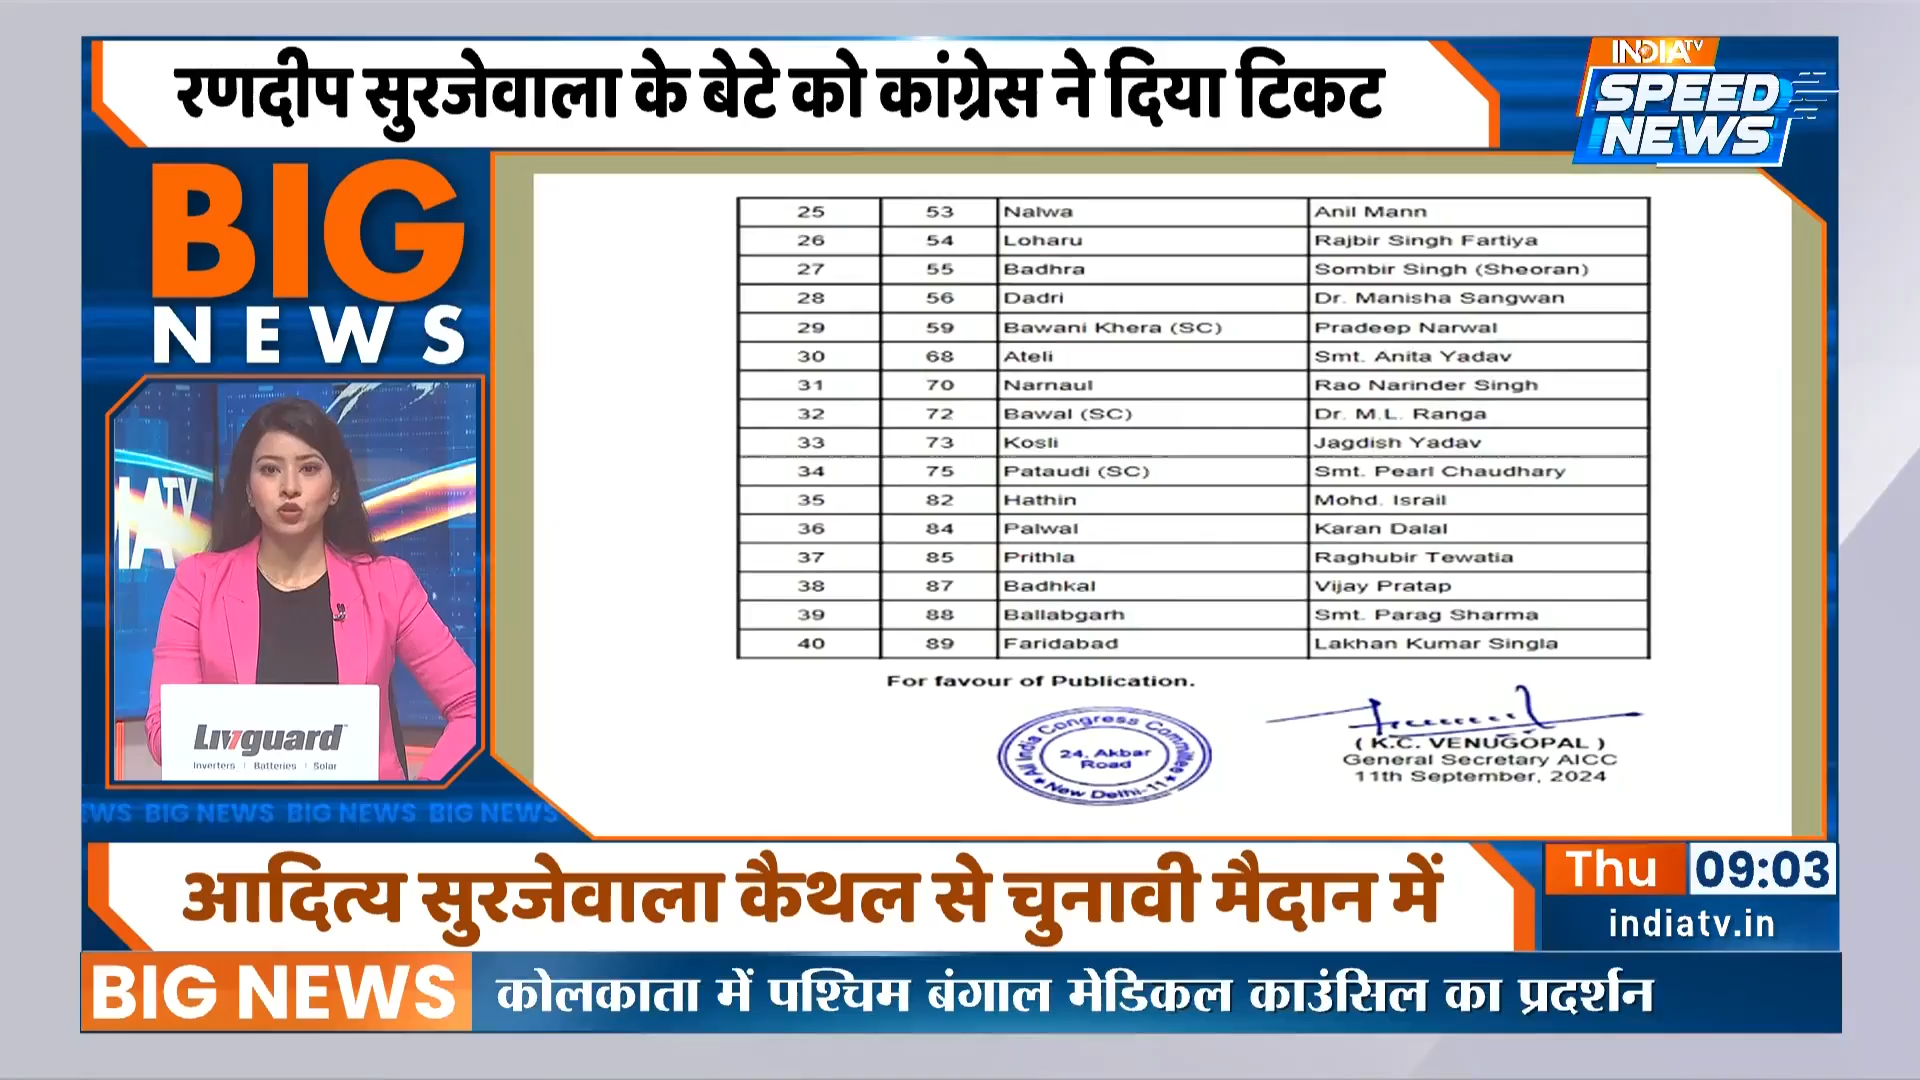 रणदीप सुरजेवाला के बेटे को कांग्रेस ने दिया टिकट
INDIA TV
SPEED
NEWS
BIG
NEWS
25 53 Nalwa Anil Mann
26 54 Loharu Rajbir Singh Fartiya
27 55 Badhra Sombir Singh (Sheoran)
28 56 Dadri Dr. Manisha Sangwan
29 59 Bawani Khera (SC) Pradeep Narwal
30 68 Ateli Smt. Anita Yadav
31 70 Narnaul Rao Narinder Singh
32 72 Bawal (SC) Dr. M.L. Ranga
33 73 Kosli Jagdish Yadav
34 75 Pataudi (SC) Smt. Pearl Chaudhary
35 82 Hathin Mohd. Israil
36 84 Palwal Karan Dalal
37 85 Prithla Raghubir Tewatia
38 87 Badhkal Vijay Pratap
39 88 Ballabgarh Smt. Parag Sharma
40 89 Faridabad Lakhan Kumar Singla
For favour of Publication.
All India Congress Committee
24, Akbar
Road
New Delhi-11
( K.C. VENUGOPAL )
General Secretary AICC
11th September, 2024
Livguard
Inverters | Batteries | Solar
EWS BIG NEWS BIG NEWS BIG NEWS
आदित्य सुरजेवाला कैथल से चुनावी मैदान में
Thu 09:03
indiatv.in
BIG NEWS कोलकाता में पश्चिम बंगाल मेडिकल काउंसिल का प्रदर्शन